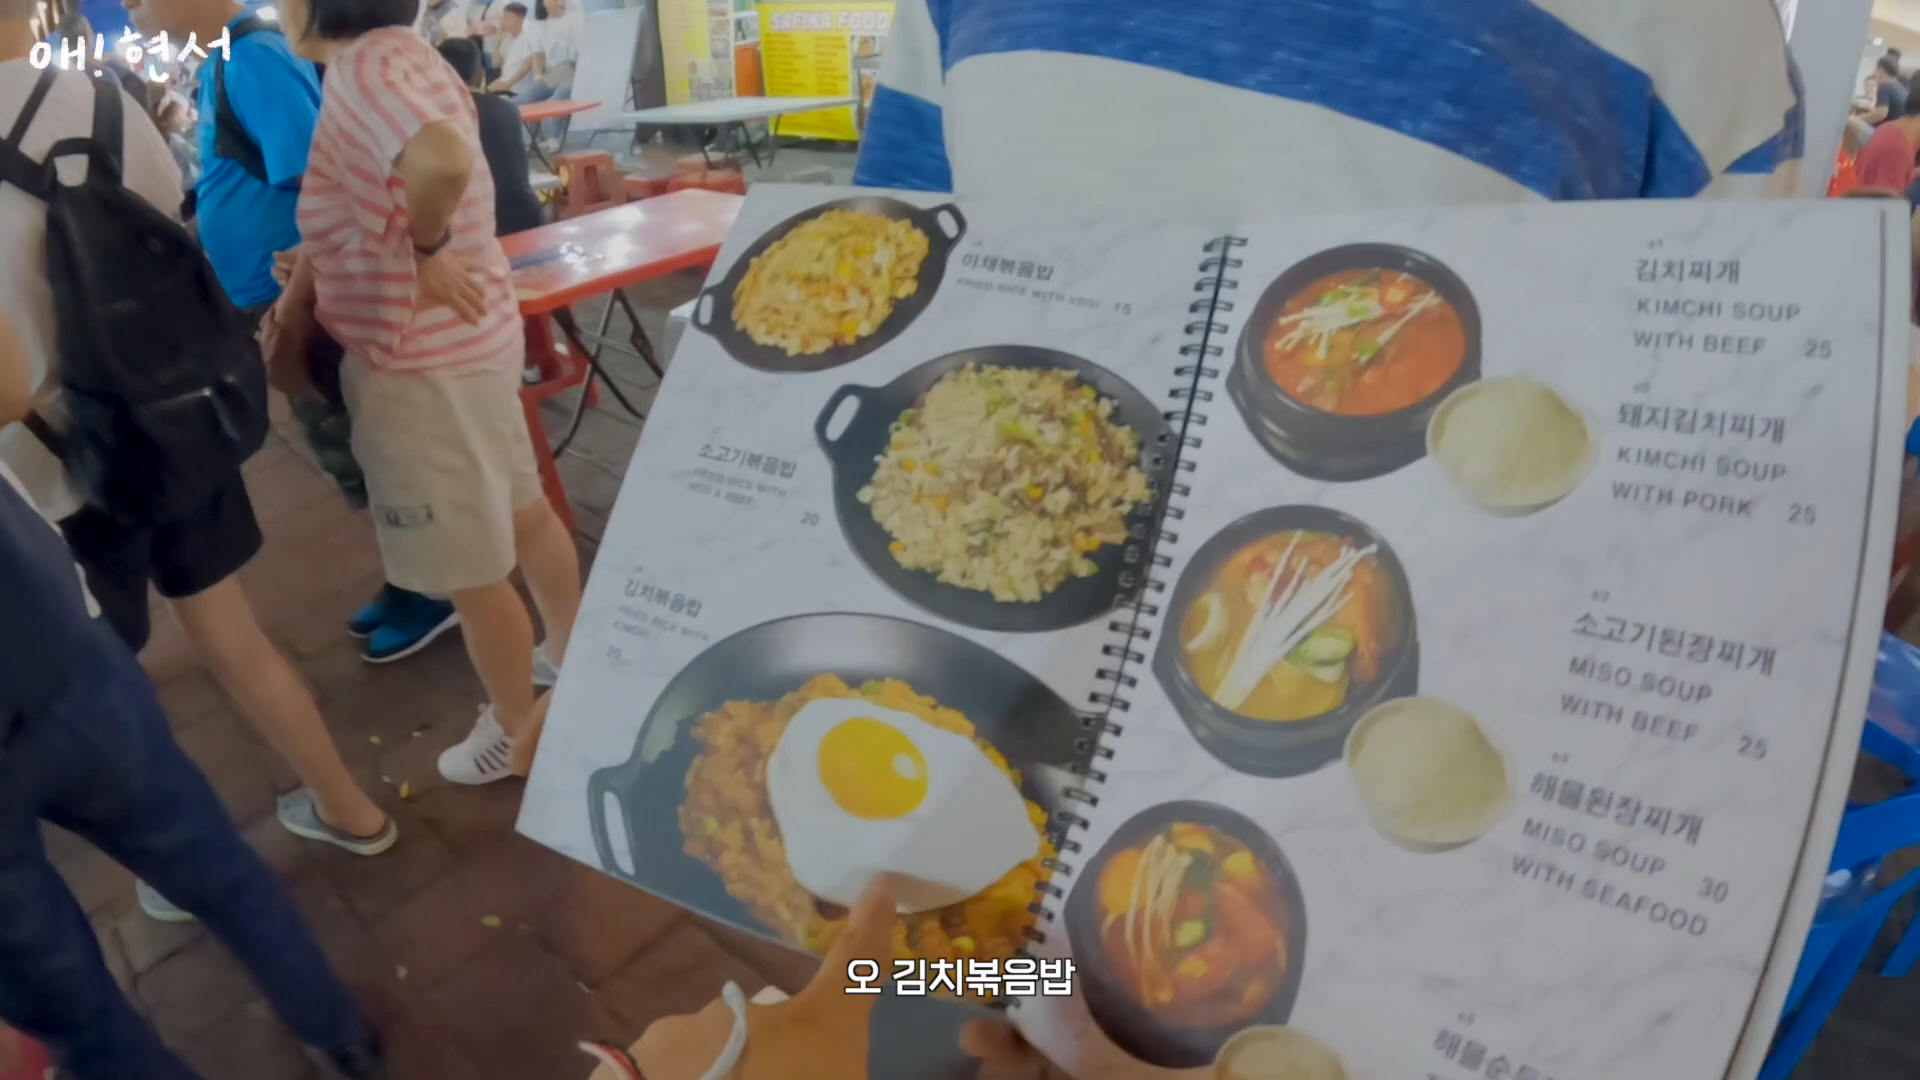 애! 현서
SAFIKA FOOD
야채볶음밥
FRIED RICE WITH VEGI 15
소고기볶음밥
FRIED RICE WITH
VEGI & BEEF
20
김치볶음밥
FRIED RICE WITH
KIMCHI
20
김치찌개
KIMCHI SOUP
WITH BEEF 25
돼지김치찌개
KIMCHI SOUP
WITH PORK 25
소고기된장찌개
MISO SOUP
WITH BEEF 25
해물된장찌개
MISO SOUP 30
WITH SEAFOOD
해물순두
오 김치볶음밥